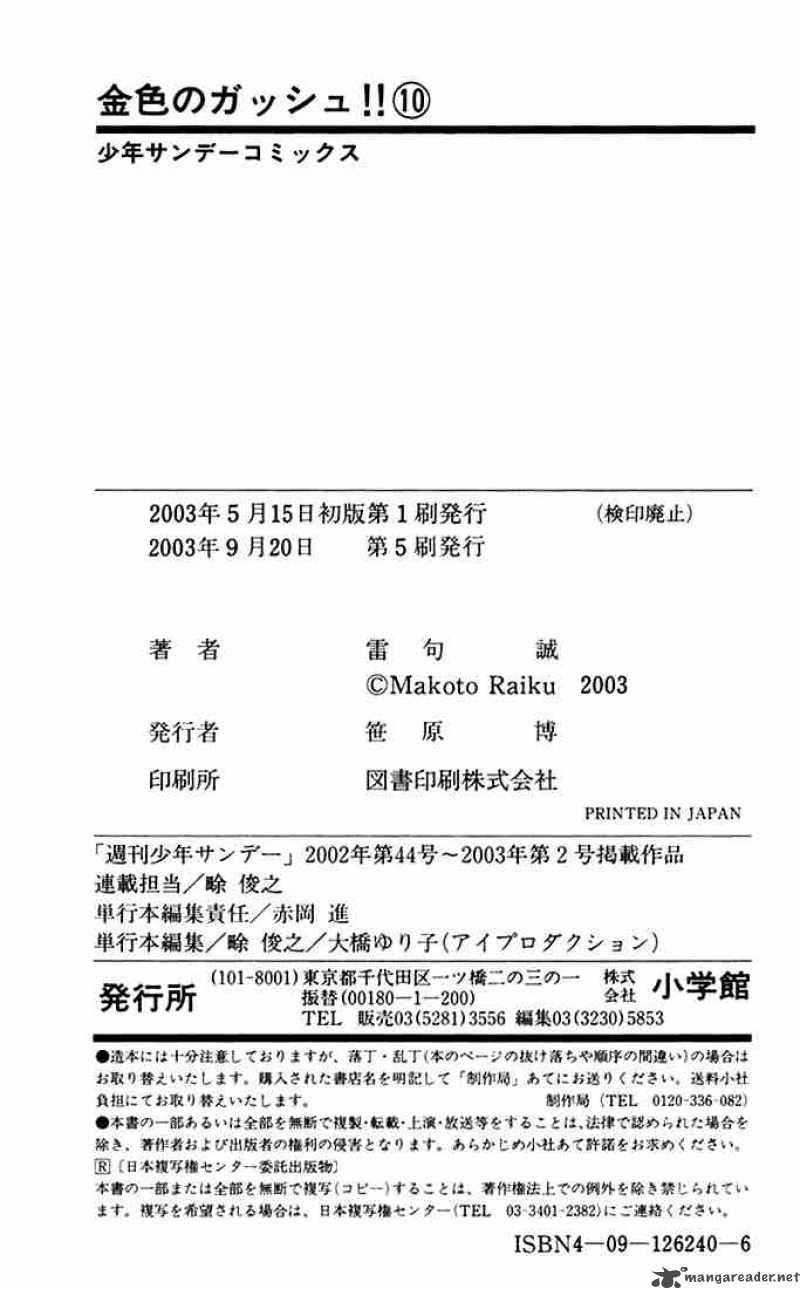 金色のガッシュ!!⑩
少年サンデーコミックス
2003年5月15日初版第1刷発行 (検印廃止)
2003年9月20日 第5刷発行
著者 雷句 誠
©Makoto Raiku 2003
発行者 笹原 博
印刷所 図書印刷株式会社
PRINTED IN JAPAN
「週刊少年サンデー」2002年第44号〜2003年第2号掲載作品
連載担当／畭 俊之
単行本編集責任／赤岡 進
単行本編集／畭 俊之／大橋ゆり子(アイプロダクション)
発行所 (101-8001)東京都千代田区一ツ橋二の三の一 株式会社 小学館
振替(00180—1—200)
TEL 販売03(5281)3556 編集03(3230)5853
●造本には十分注意しておりますが、落丁・乱丁(本のページの抜け落ちや順序の間違い)の場合は
お取り替えいたします。購入された書店名を明記して「制作局」あてにお送りください。送料小社
負担にてお取り替えいたします。 制作局(TEL 0120-336-082)
●本書の一部あるいは全部を無断で複製・転載・上演・放送等をすることは、法律で認められた場合を
除き、著作者および出版者の権利の侵害となります。あらかじめ小社あて許諾をお求めください。
R〔日本複写権センター委託出版物〕
本書の一部または全部を無断で複写(コピー)することは、著作権法上での例外を除き禁じられてい
ます。複写を希望される場合は、日本複写権センター(TEL 03-3401-2382)にご連絡ください。
ISBN4—09—126240—6
mangareader.net